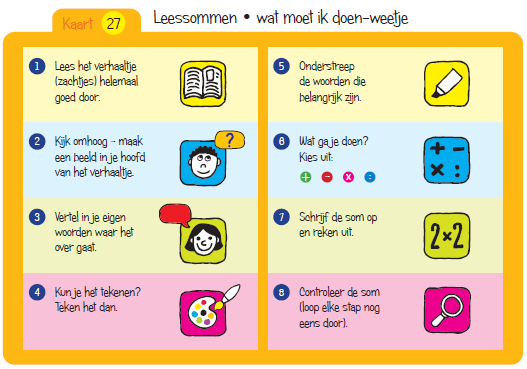 Kaart 27
Leessommen • wat moet ik doen-weetje
1 Lees het verhaaltje
(zachtjes) helemaal
goed door.
2 Kijk omhoog - maak
een beeld in je hoofd
van het verhaaltje.
?
3 Vertel in je eigen
woorden waar het
over gaat.
4 Kun je het tekenen?
Teken het dan.
5 Onderstreep
de woorden die
belangrijk zijn.
6 Wat ga je doen?
Kies uit:
+ - x :
+ - × :
7 Schrijf de som op
en reken uit.
2×2
8 Controleer de som
(loop elke stap nog
eens door).